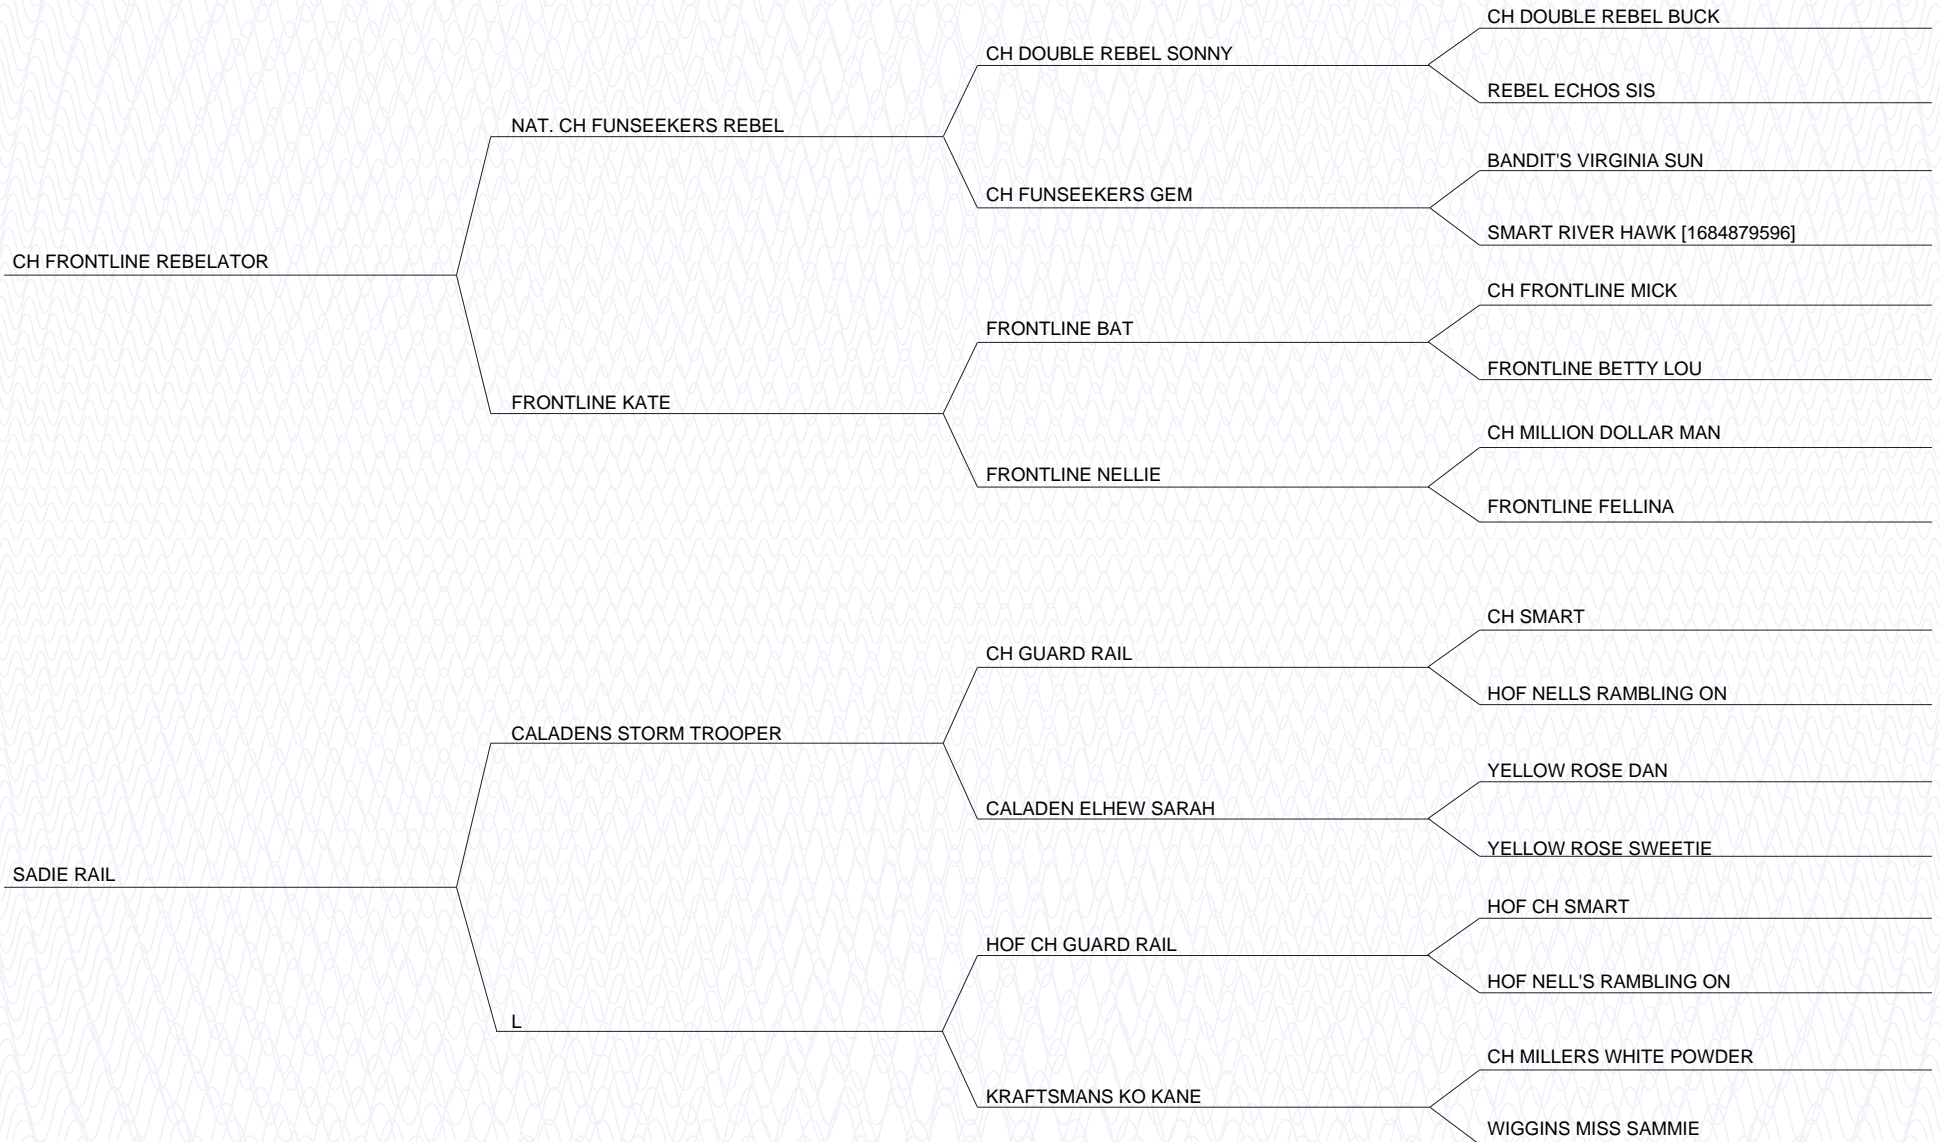 CH DOUBLE REBEL BUCK
CH DOUBLE REBEL SONNY
REBEL ECHOS SIS
NAT. CH FUNSEEKERS REBEL
BANDIT'S VIRGINIA SUN
CH FUNSEEKERS GEM
SMART RIVER HAWK [1684879596]
CH FRONTLINE REBELATOR
CH FRONTLINE MICK
FRONTLINE BAT
FRONTLINE BETTY LOU
FRONTLINE KATE
CH MILLION DOLLAR MAN
FRONTLINE NELLIE
FRONTLINE FELLINA
CH SMART
CH GUARD RAIL
HOF NELLS RAMBLING ON
CALADENS STORM TROOPER
YELLOW ROSE DAN
CALADEN ELHEW SARAH
YELLOW ROSE SWEETIE
SADIE RAIL
HOF CH SMART
HOF CH GUARD RAIL
HOF NELL'S RAMBLING ON
L
CH MILLERS WHITE POWDER
KRAFTSMANS KO KANE
WIGGINS MISS SAMMIE